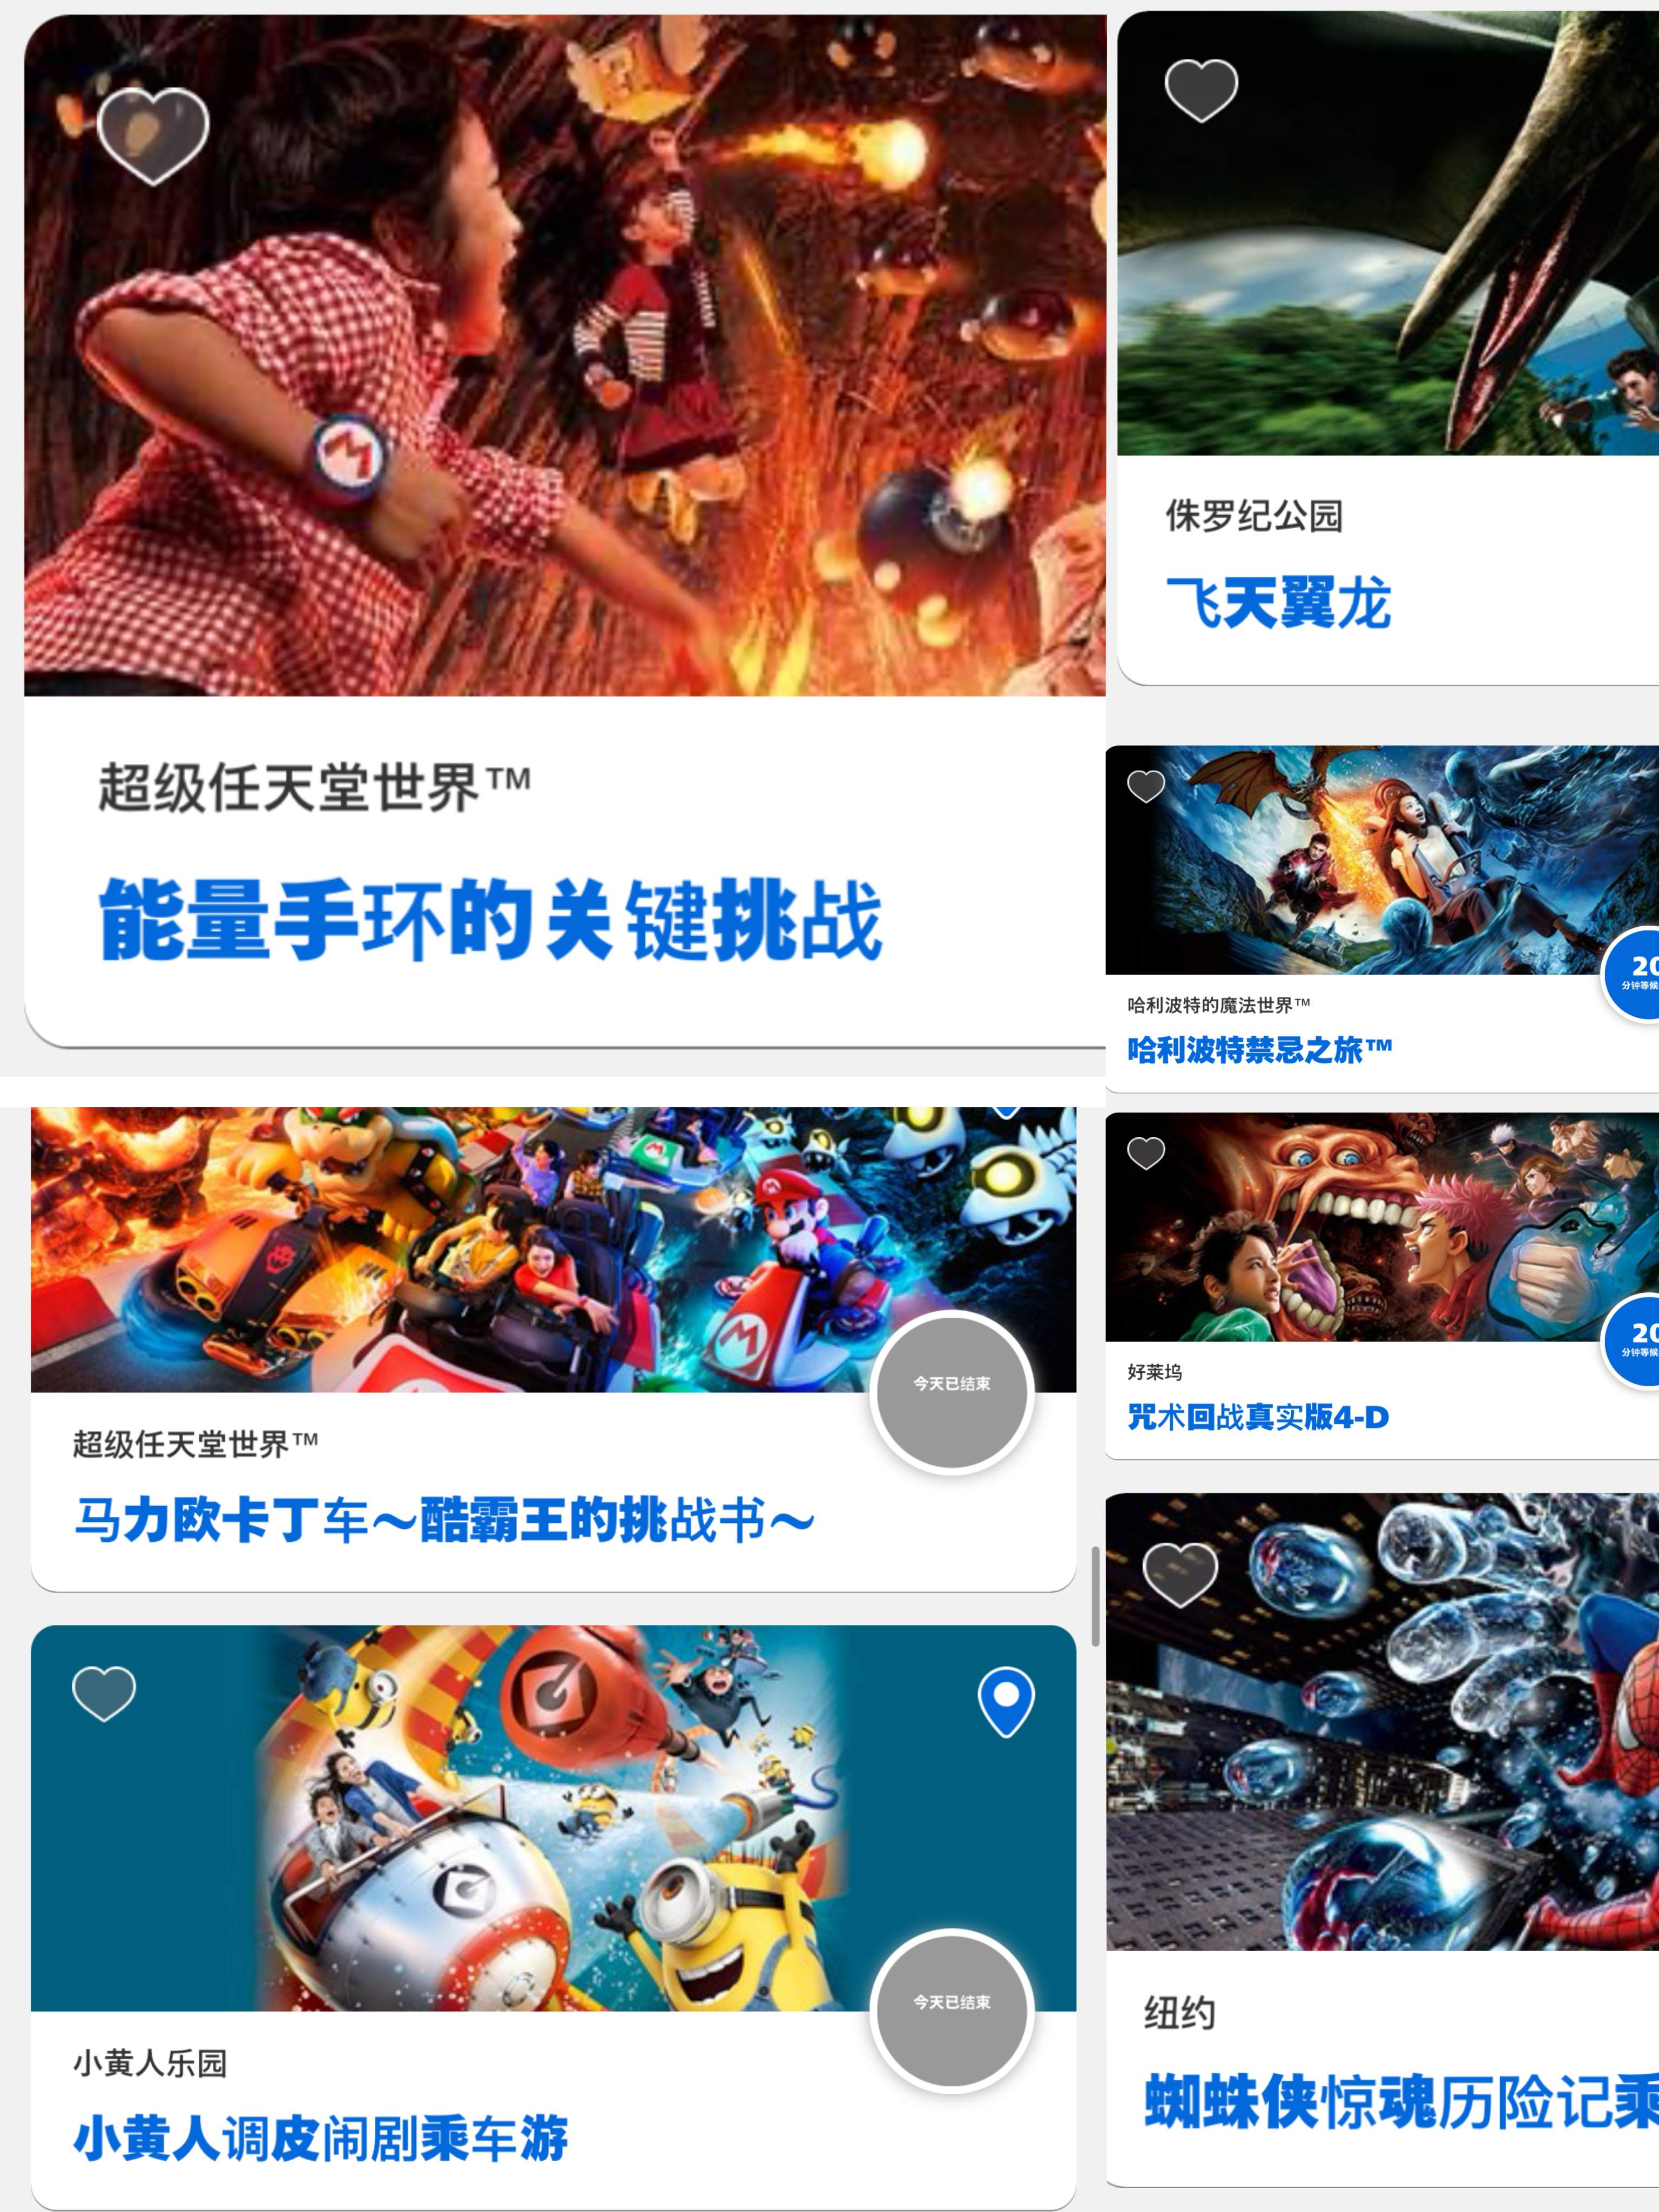 超级任天堂世界™
能量手环的关键挑战
今天已结束
超级任天堂世界™
马力欧卡丁车～酷霸王的挑战书～
今天已结束
小黄人乐园
小黄人调皮闹剧乘车游
侏罗纪公园
飞天翼龙
20
分钟等候
哈利波特的魔法世界™
哈利波特禁忌之旅™
20
分钟等候
好莱坞
咒术回战真实版4-D
纽约
蜘蛛侠惊魂历险记乘